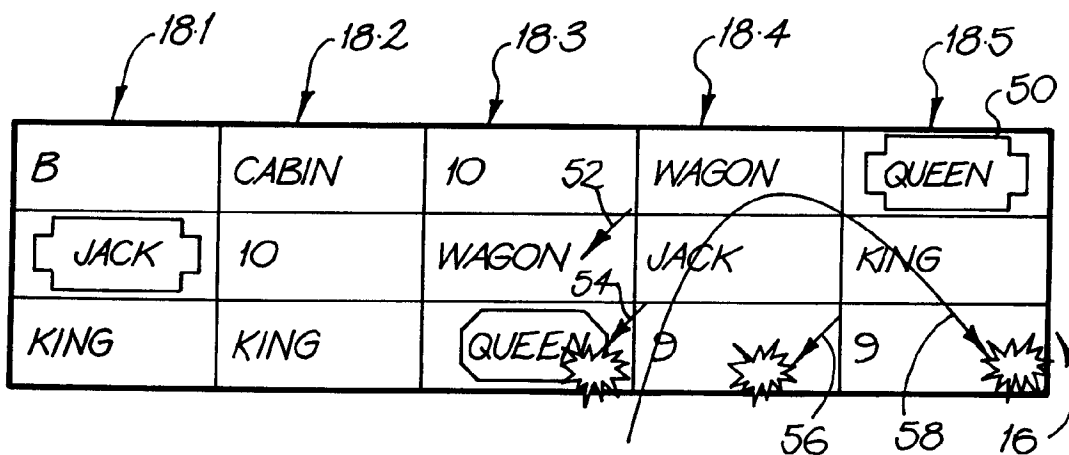 18·1 18·2 18·3 18·4 18·5 50
B CABIN 10 52 WAGON QUEEN
JACK 10 WAGON JACK KING
54
KING KING QUEEN 9 9
56 58 16